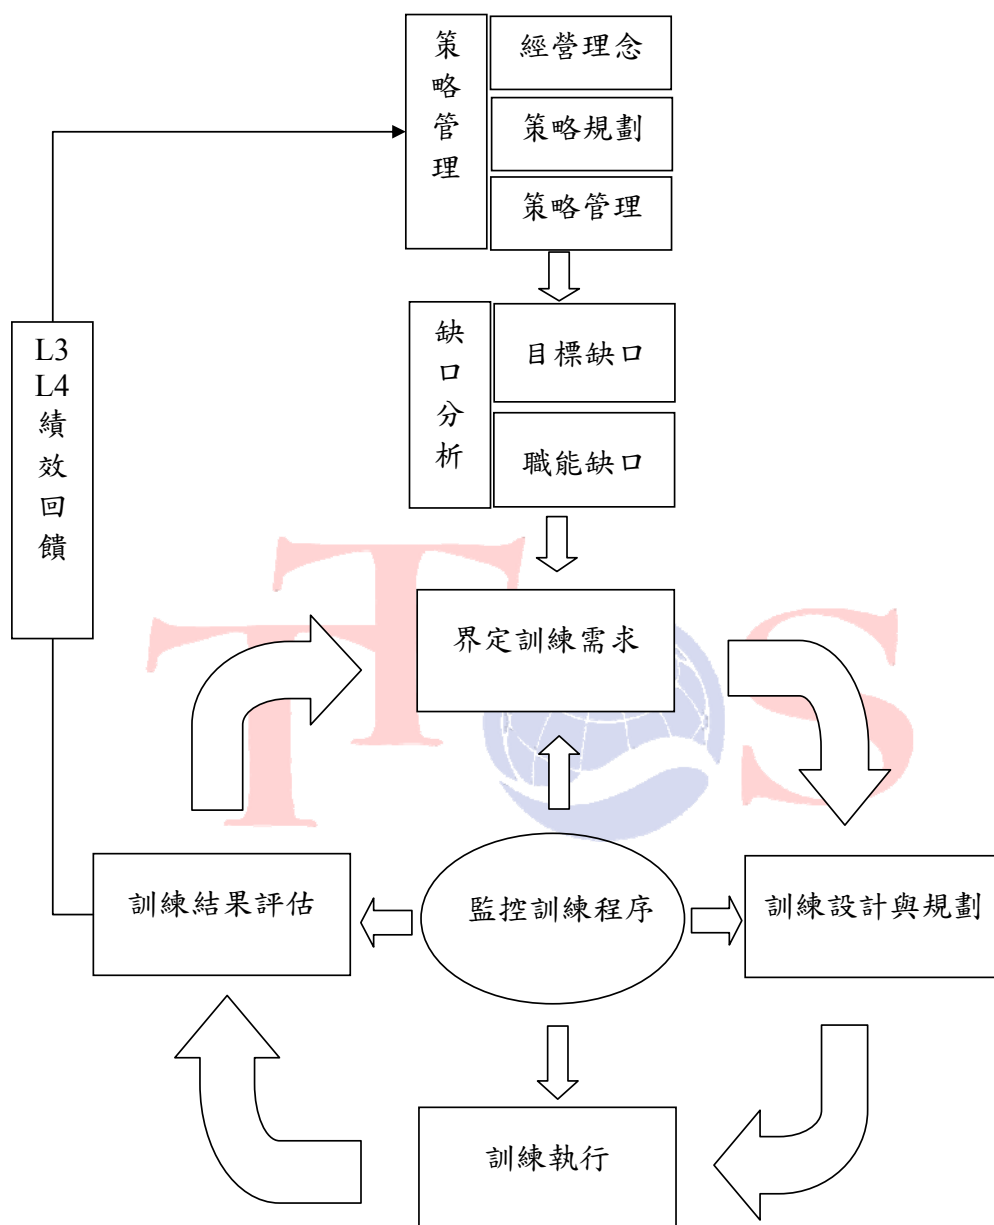 策略管理
經營理念
策略規劃
策略管理
缺口分析
目標缺口
職能缺口
L3
L4
績效回饋
界定訓練需求
訓練結果評估
監控訓練程序
訓練設計與規劃
訓練執行
TTQS